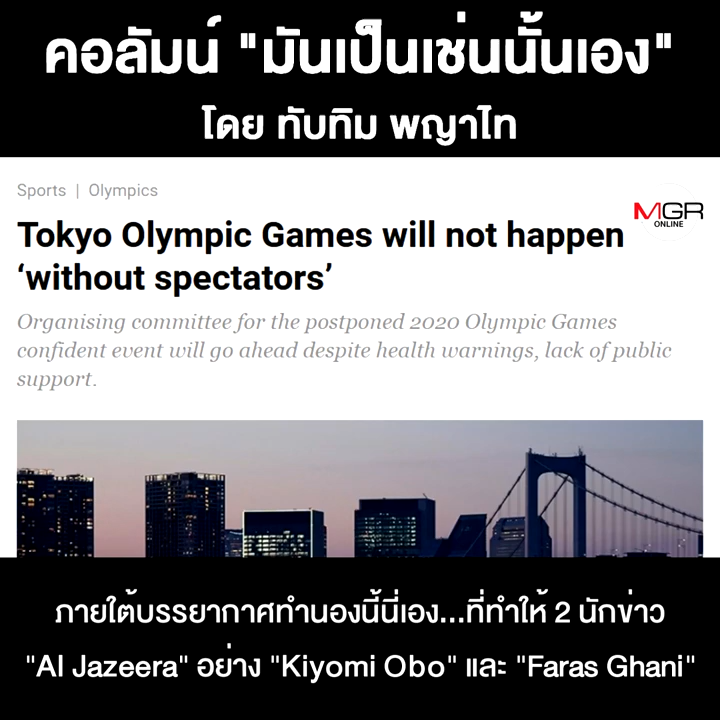 คอลัมน์ "มันเป็นเช่นนั้นเอง"
โดย ทับทิม พญาไท
Sports | Olympics
MGR
ONLINE
Tokyo Olympic Games will not happen
‘without spectators’
Organising committee for the postponed 2020 Olympic Games
confident event will go ahead despite health warnings, lack of public
support.
ภายใต้บรรยากาศทำนองนี้นี่เอง...ที่ทำให้ 2 นักข่าว
"Al Jazeera" อย่าง "Kiyomi Obo" และ "Faras Ghani"